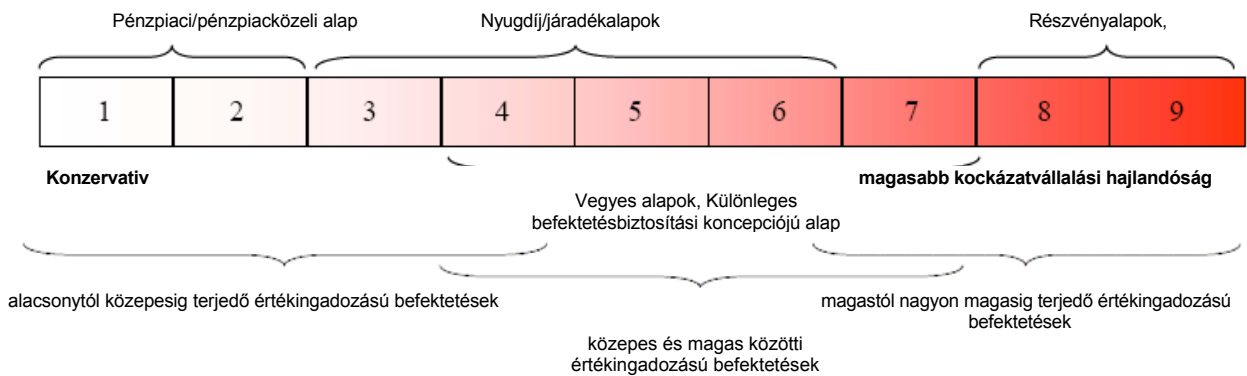 Pénzpiaci/pénzpiacközeli alap
Nyugdíj/járadékalapok
Részvényalapok,
1 2 3 4 5 6 7 8 9
Konzervativ
magasabb kockázatvállalási hajlandóság
Vegyes alapok, Különleges
befektetésbiztosítási koncepciójú alap
alacsonytól közepesig terjedő értékingadozású befektetések
magastól nagyon magasig terjedő értékingadozású
befektetések
közepes és magas közötti
értékingadozású befektetések